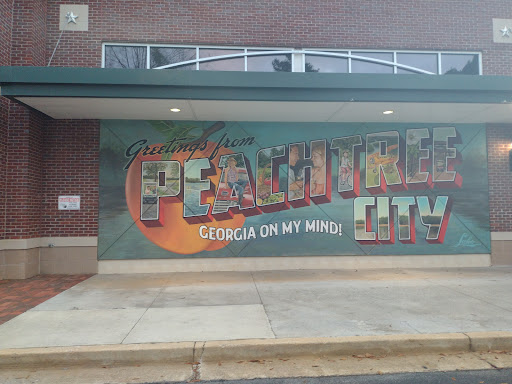 Greetings from
PEACHTREE
CITY
GEORGIA ON MY MIND!